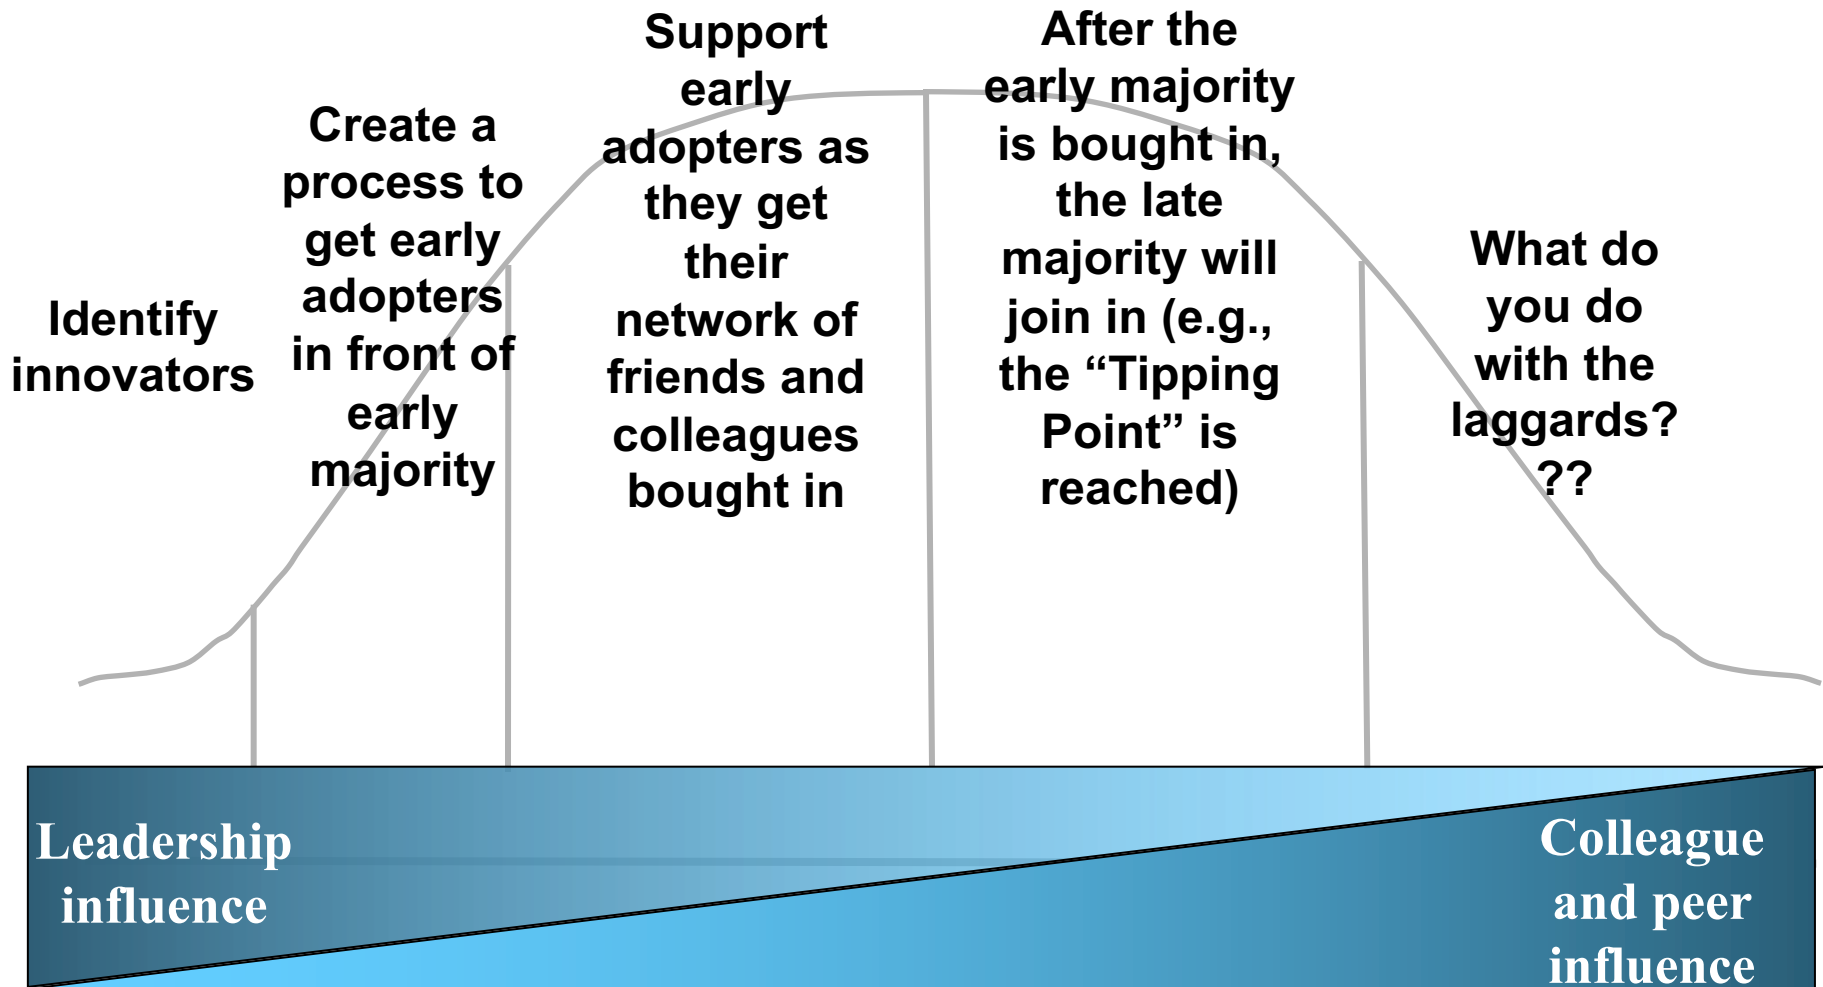 Identify
innovators
Create a
process to
get early
adopters
in front of
early
majority
Support
early
adopters as
they get
their
network of
friends and
colleagues
bought in
After the
early majority
is bought in,
the late
majority will
join in (e.g.,
the “Tipping
Point” is
reached)
What do
you do
with the
laggards?
??
Leadership
influence
Colleague
and peer
influence